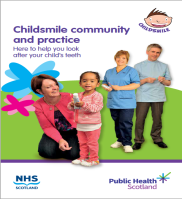 Childsmile community
and practice
Here to help you look
after your child's teeth
CHILDSMILE
NHS
SCOTLAND
Public Health
Scotland